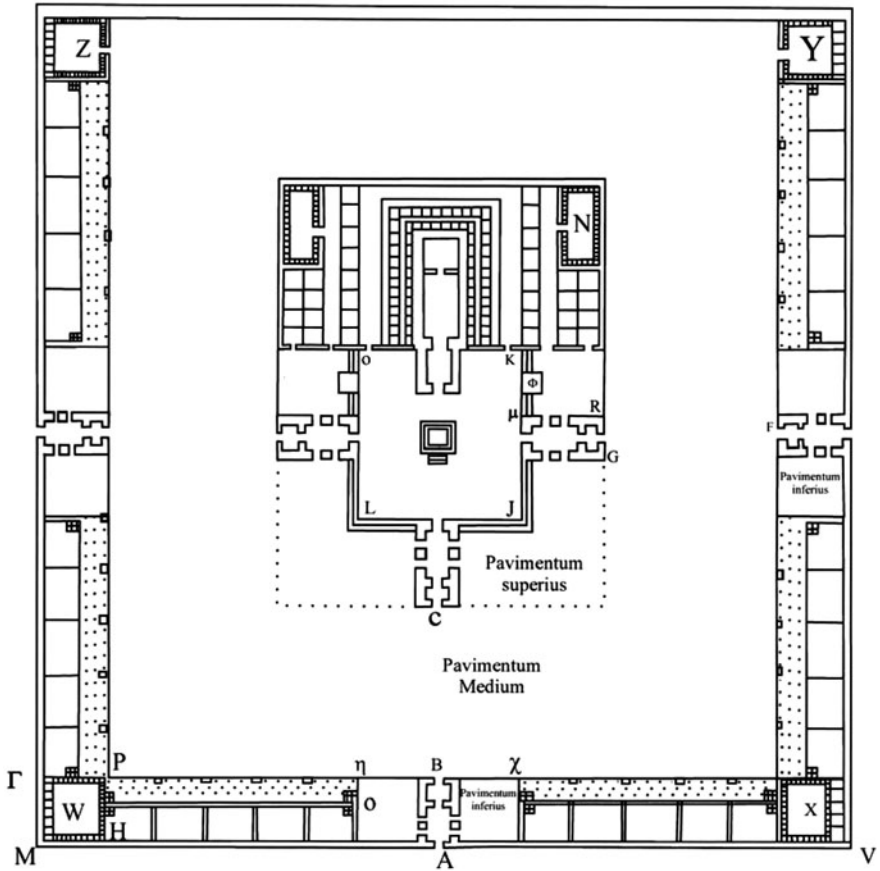 Z
Y
N
O
K
Φ
μ
R
F
G
L
J
Pavimentum
inferius
Pavimentum
superius
C
Pavimentum
Medium
P
η
B
χ
Γ
W
O
Pavimentum
inferius
X
H
M
A
V